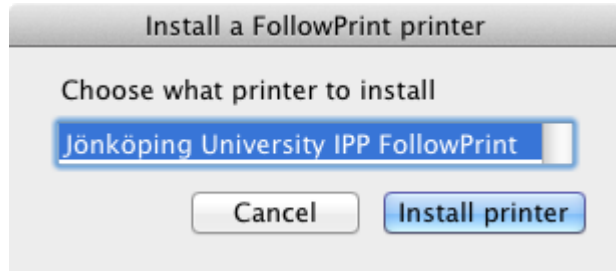 Install a FollowPrint printer
Choose what printer to install
Jönköping University IPP FollowPrint
Cancel Install printer